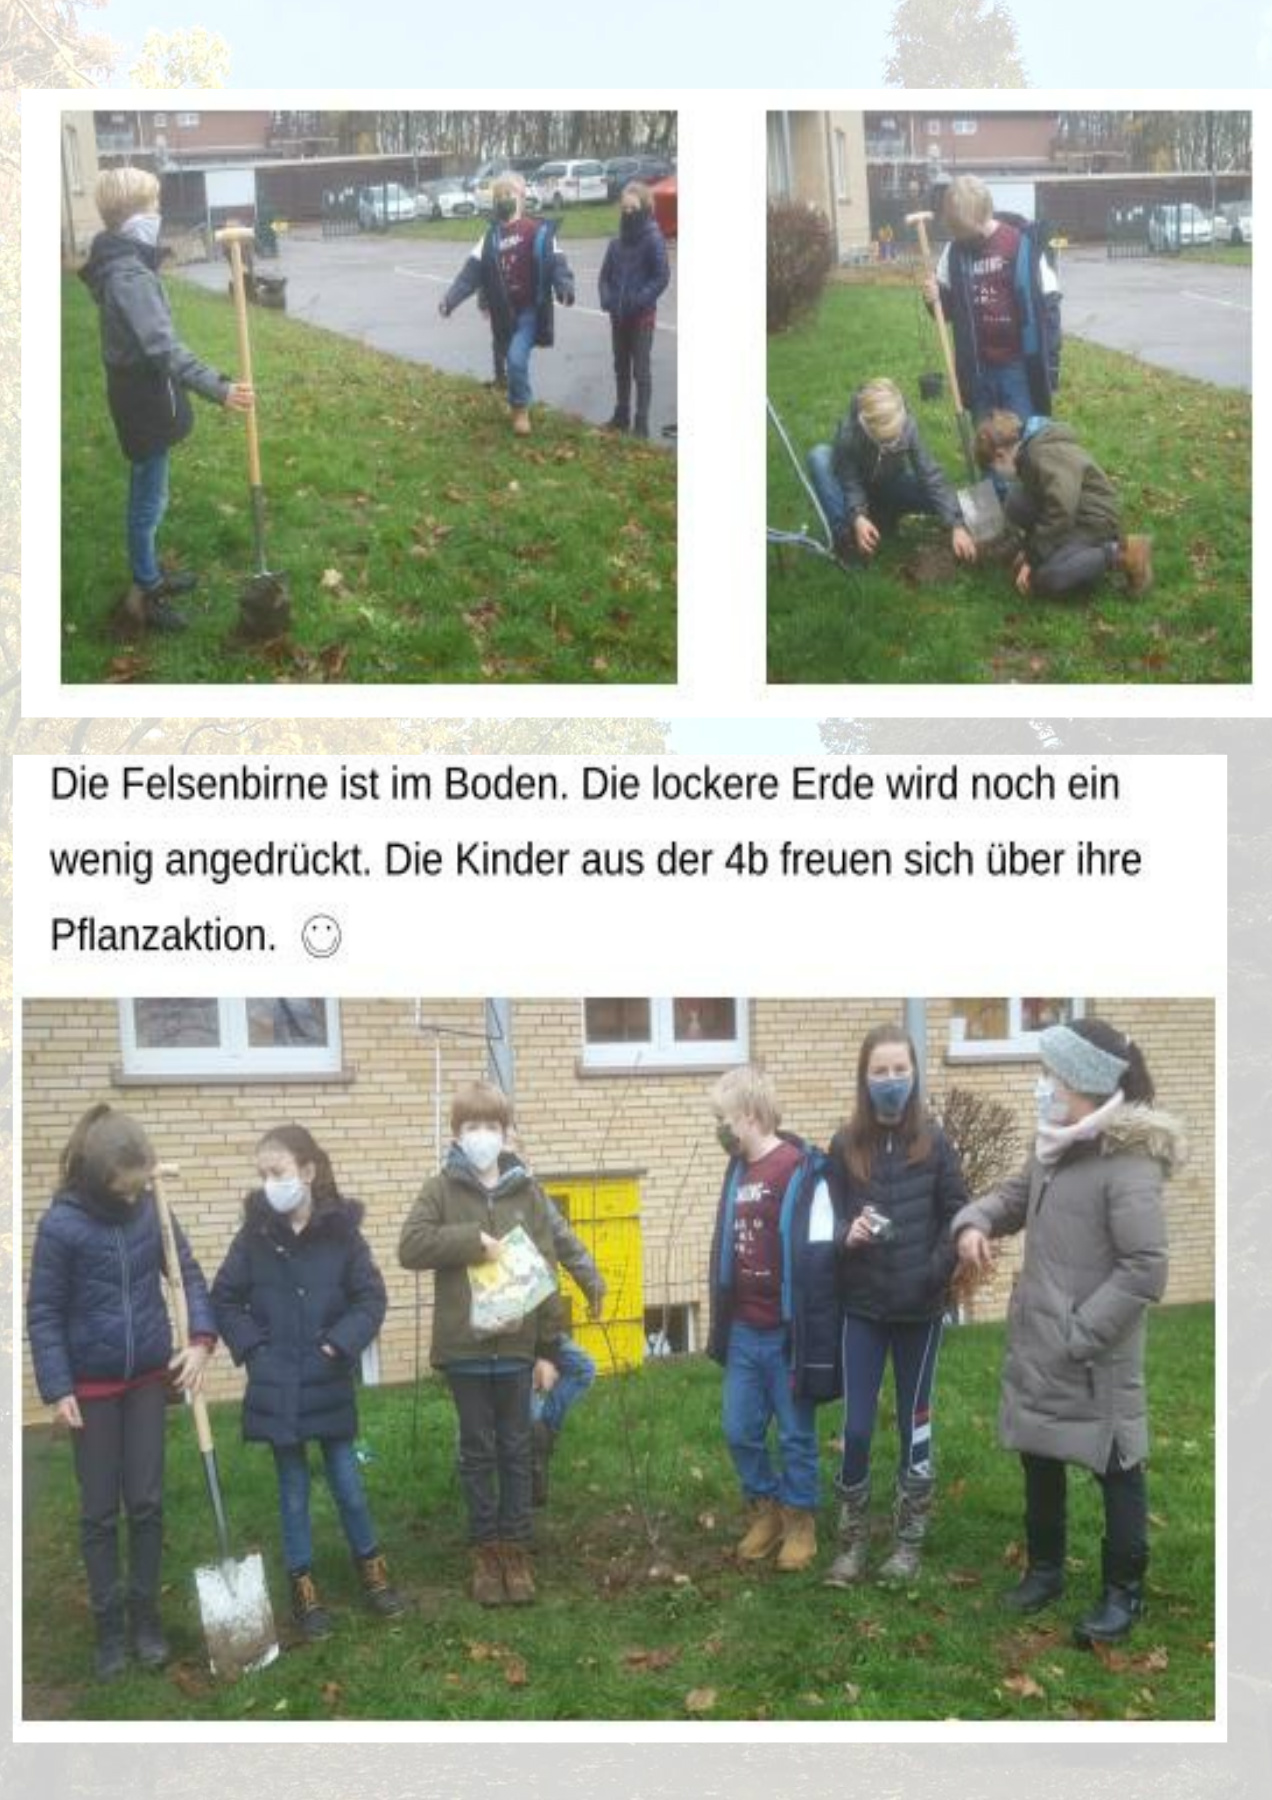 Die Felsenbirne ist im Boden. Die lockere Erde wird noch ein
wenig angedrückt. Die Kinder aus der 4b freuen sich über ihre
Pflanzaktion. ☺